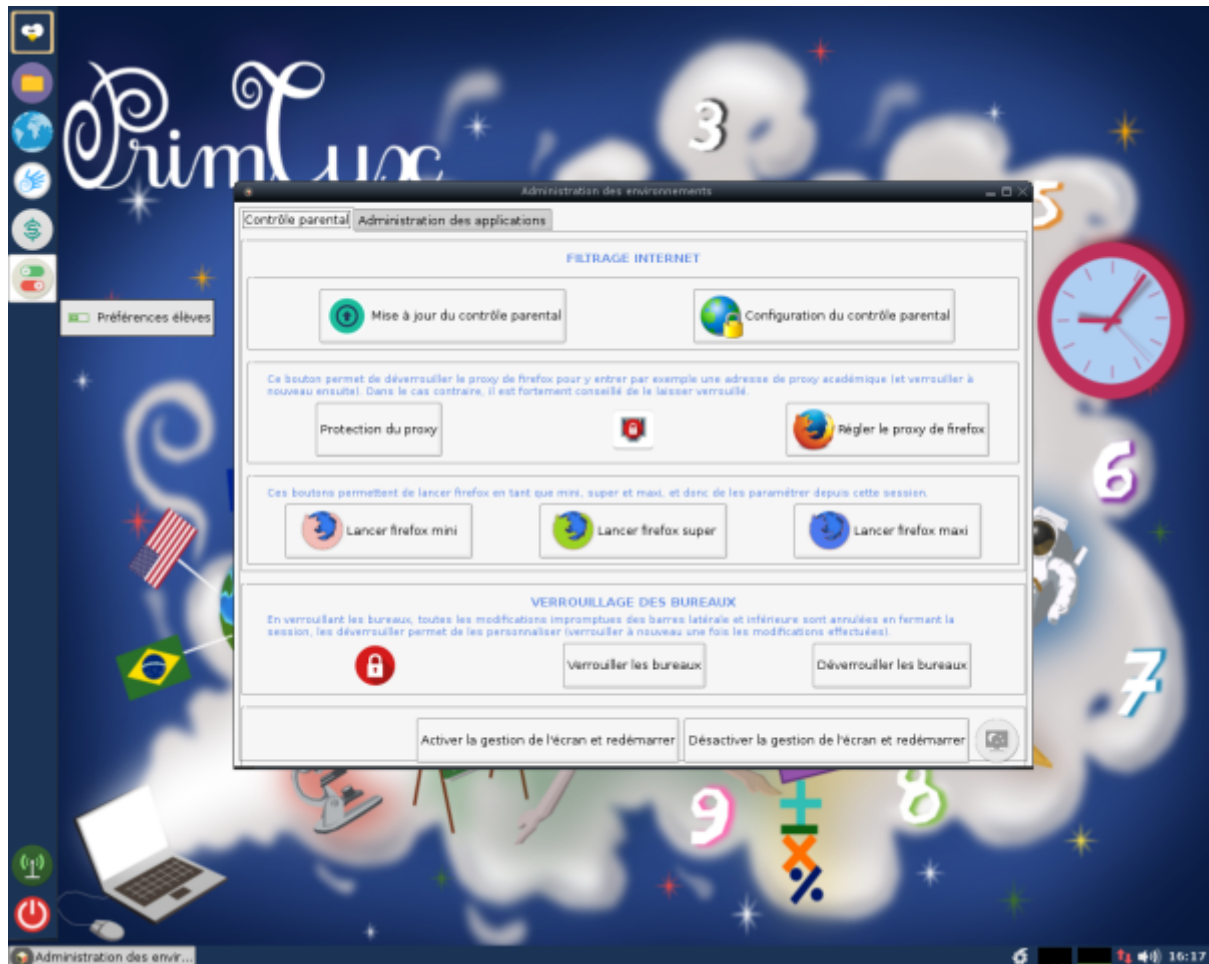 PrimTux
3
Administration des environnements
5
Contrôle parental Administration des applications
FILTRAGE INTERNET
Mise à jour du contrôle parental Configuration du contrôle parental
Préférences élèves
Ce bouton permet de déverrouiller le proxy de firefox pour y entrer par exemple une adresse de proxy académique (et verrouiller à
nouveau ensuite). Dans le cas contraire, il est fortement conseillé de le laisser verrouillé.
Protection du proxy Régler le proxy de firefox
6
Ces boutons permettent de lancer firefox en tant que mini, super et maxi, et donc de les paramétrer depuis cette session.
Lancer firefox mini Lancer firefox super Lancer firefox maxi
VERROUILLAGE DES BUREAUX
En verrouillant les bureaux, toutes les modifications impromptues des barres latérale et inférieure sont annulées en fermant la
session, les déverrouiller permet de les personnaliser (verrouiller à nouveau une fois les modifications effectuées).
Verrouiller les bureaux Déverrouiller les bureaux
7
Activer la gestion de l'écran et redémarrer Désactiver la gestion de l'écran et redémarrer
9 8
+
×
%
Administration des envir... 16:17